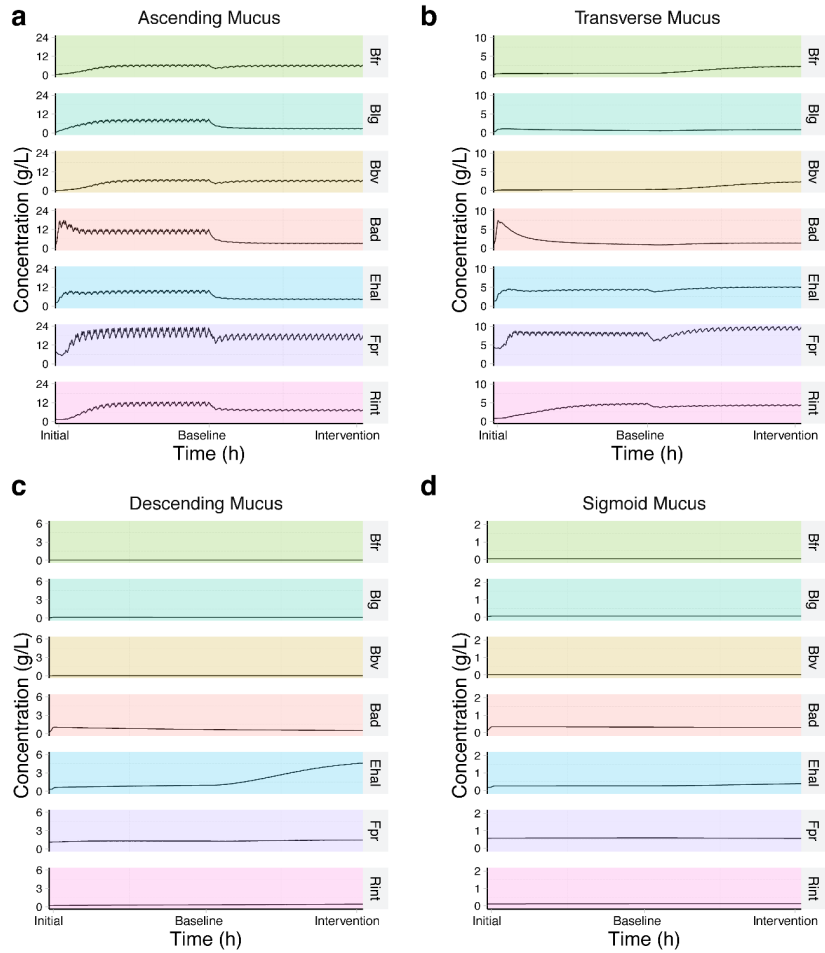 a
Ascending Mucus
Concentration (g/L)
24
12
0
Bfr
24
12
0
Blg
24
12
0
Bbv
24
12
0
Bad
24
12
0
Ehal
24
12
0
Fpr
24
12
0
Rint
Initial Baseline Intervention
Time (h)
b
Transverse Mucus
Concentration (g/L)
10
5
0
Bfr
10
5
0
Blg
10
5
0
Bbv
10
5
0
Bad
10
5
0
Ehal
10
5
0
Fpr
10
5
0
Rint
Initial Baseline Intervention
Time (h)
c
Descending Mucus
Concentration (g/L)
6
3
0
Bfr
6
3
0
Blg
6
3
0
Bbv
6
3
0
Bad
6
3
0
Ehal
6
3
0
Fpr
6
3
0
Rint
Initial Baseline Intervention
Time (h)
d
Sigmoid Mucus
Concentration (g/L)
2
1
0
Bfr
2
1
0
Blg
2
1
0
Bbv
2
1
0
Bad
2
1
0
Ehal
2
1
0
Fpr
2
1
0
Rint
Initial Baseline Intervention
Time (h)